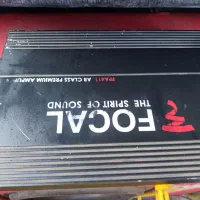 FOCAL
THE SPIRIT OF SOUND
AB CLASS PREMIUM